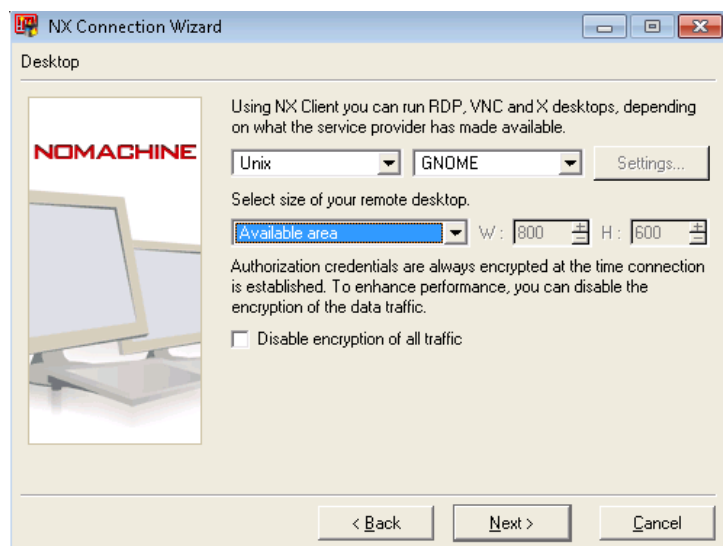 NX Connection Wizard
Desktop
NOMACHINE
Using NX Client you can run RDP, VNC and X desktops, depending
on what the service provider has made available.
Unix GNOME Settings...
Select size of your remote desktop.
Available area W : 800 H : 600
Authorization credentials are always encrypted at the time connection
is established. To enhance performance, you can disable the
encryption of the data traffic.
Disable encryption of all traffic
< Back Next > Cancel